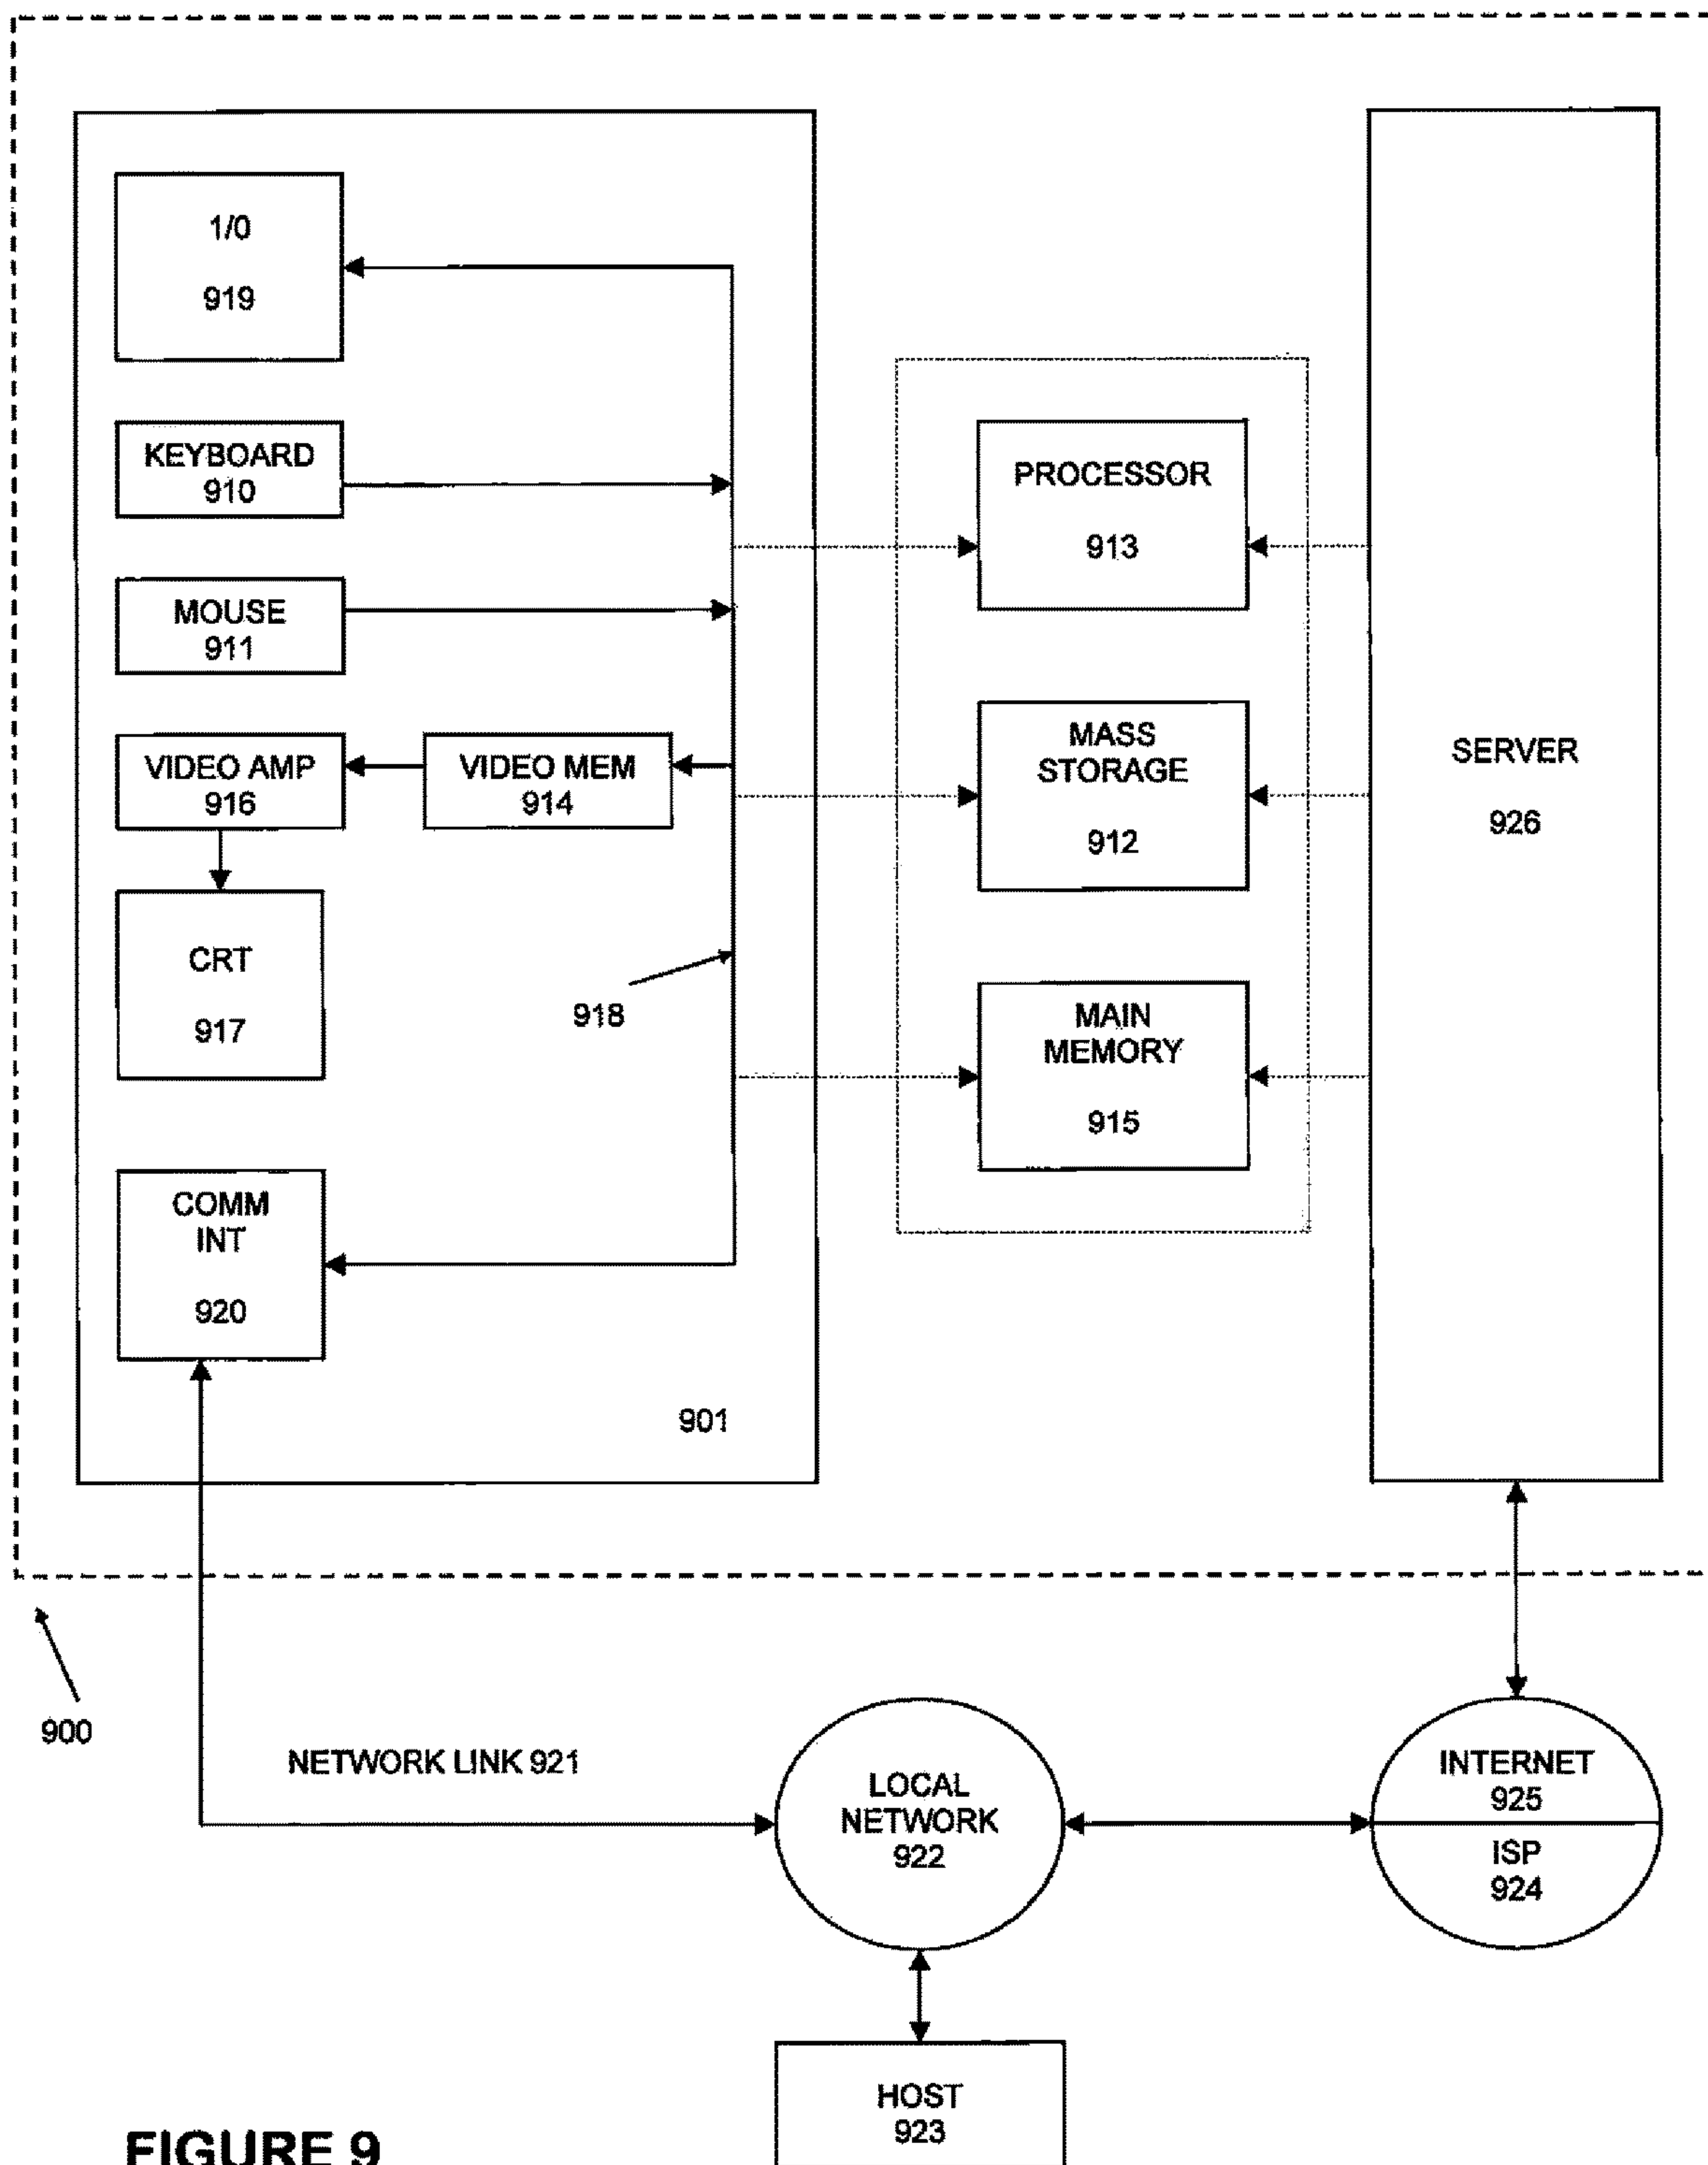 1/0
919
KEYBOARD
910
MOUSE
911
VIDEO AMP
916
VIDEO MEM
914
CRT
917
918
COMM
INT
920
901
PROCESSOR
913
MASS
STORAGE
912
MAIN
MEMORY
915
SERVER
926
900
NETWORK LINK 921
LOCAL
NETWORK
922
INTERNET
925
ISP
924
HOST
923
FIGURE 9